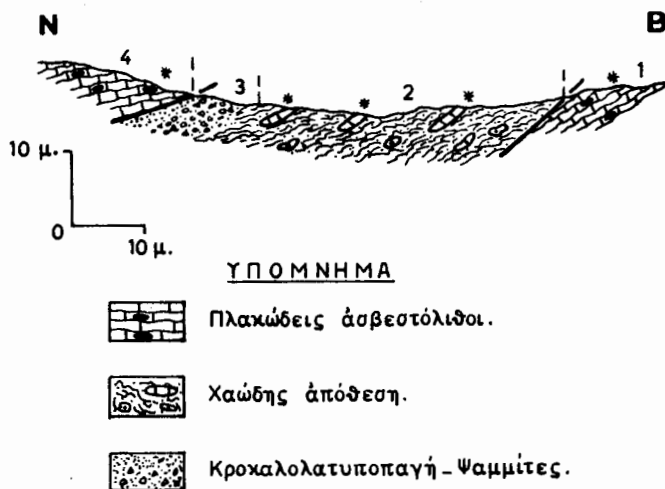 N B
4 * 3 * * 2 * * 1
10 μ.
0 10 μ.
ΥΠΟΜΝΗΜΑ
Πλακώδεις ἀσβεστόλιθοι.
Χαώδης ἀπόθεση.
Κροκαλολατυποπαγή-Ψαμμίτες.